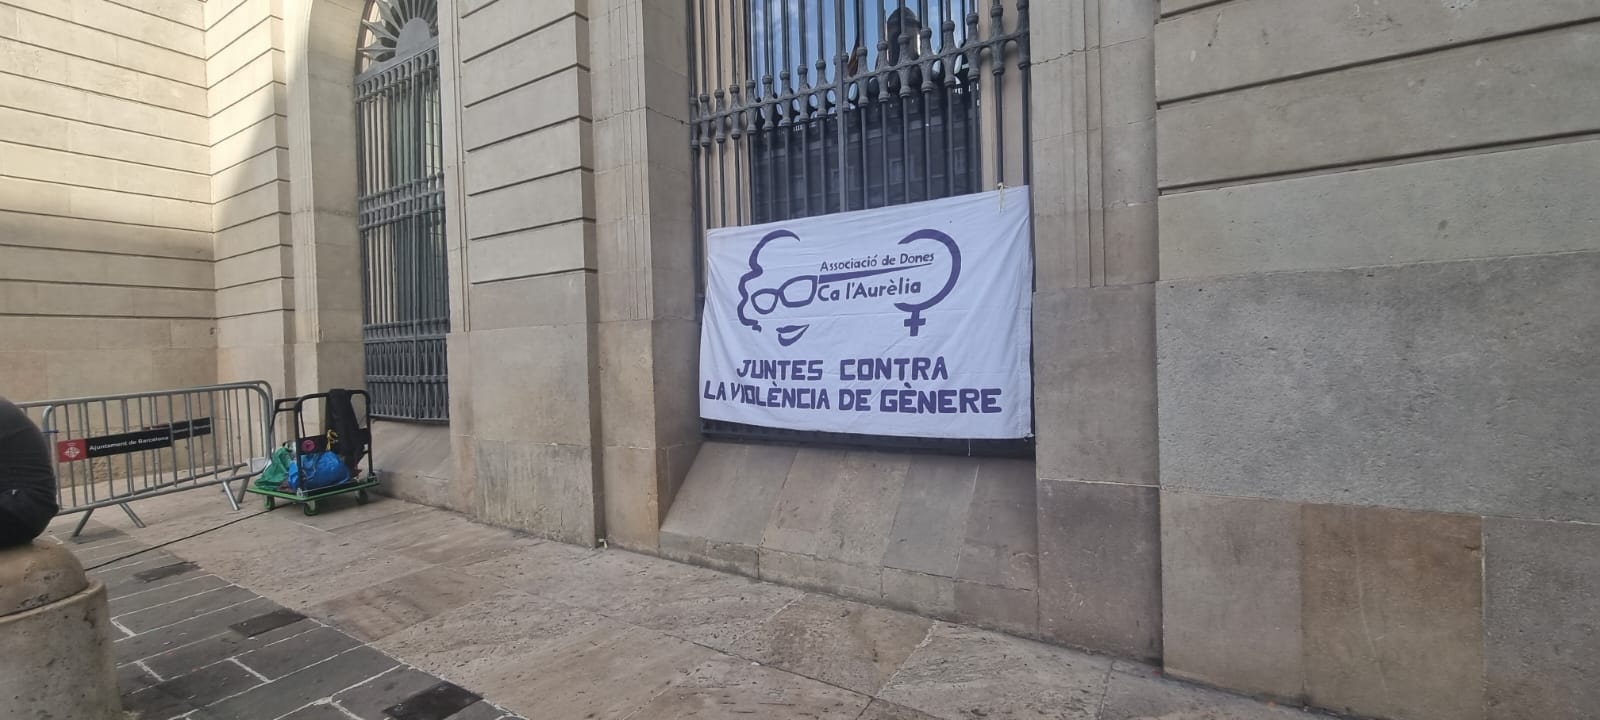 Associació de Dones
Ca l'Aurèlia
JUNTES CONTRA
LA VIOLÈNCIA DE GÈNERE
Ajuntament de Barcelona